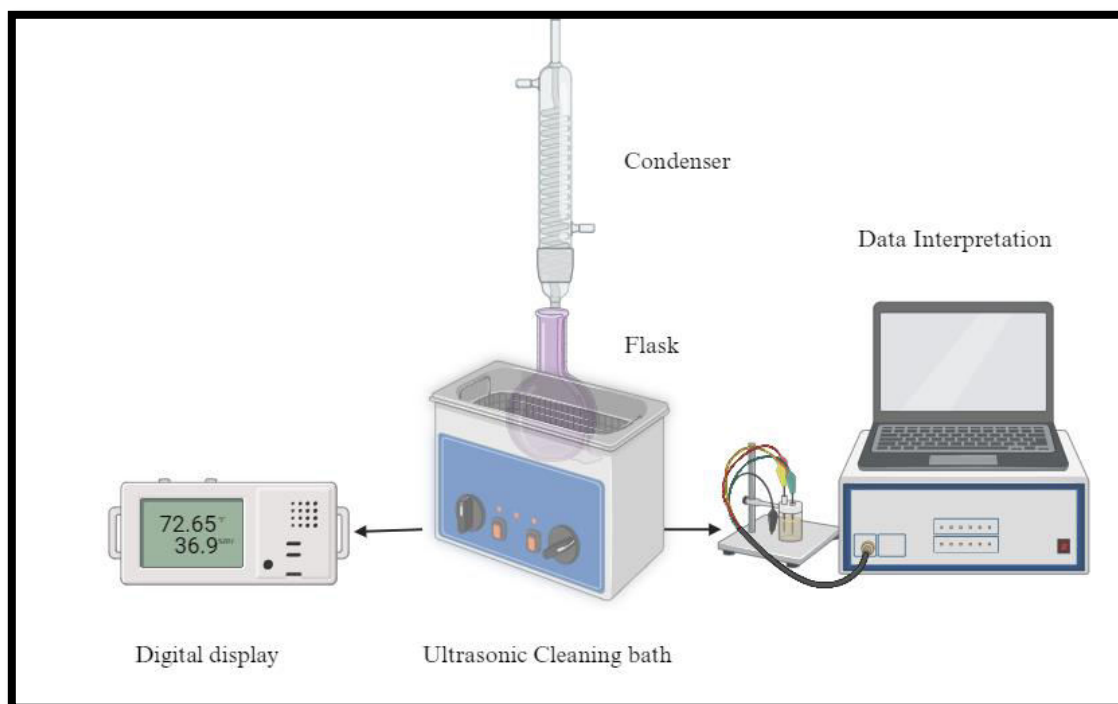 Condenser
Data Interpretation
Flask
72.65°F
36.9
Digital display
Ultrasonic Cleaning bath